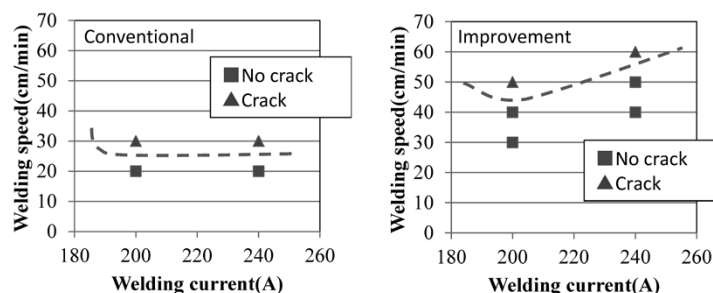 Conventional
No crack
Crack
Welding speed(cm/min)
70
60
50
40
30
20
10
0
180 200 220 240 260
Welding current(A)
Improvement
No crack
Crack
Welding speed(cm/min)
70
60
50
40
30
20
10
0
180 200 220 240 260
Welding current(A)